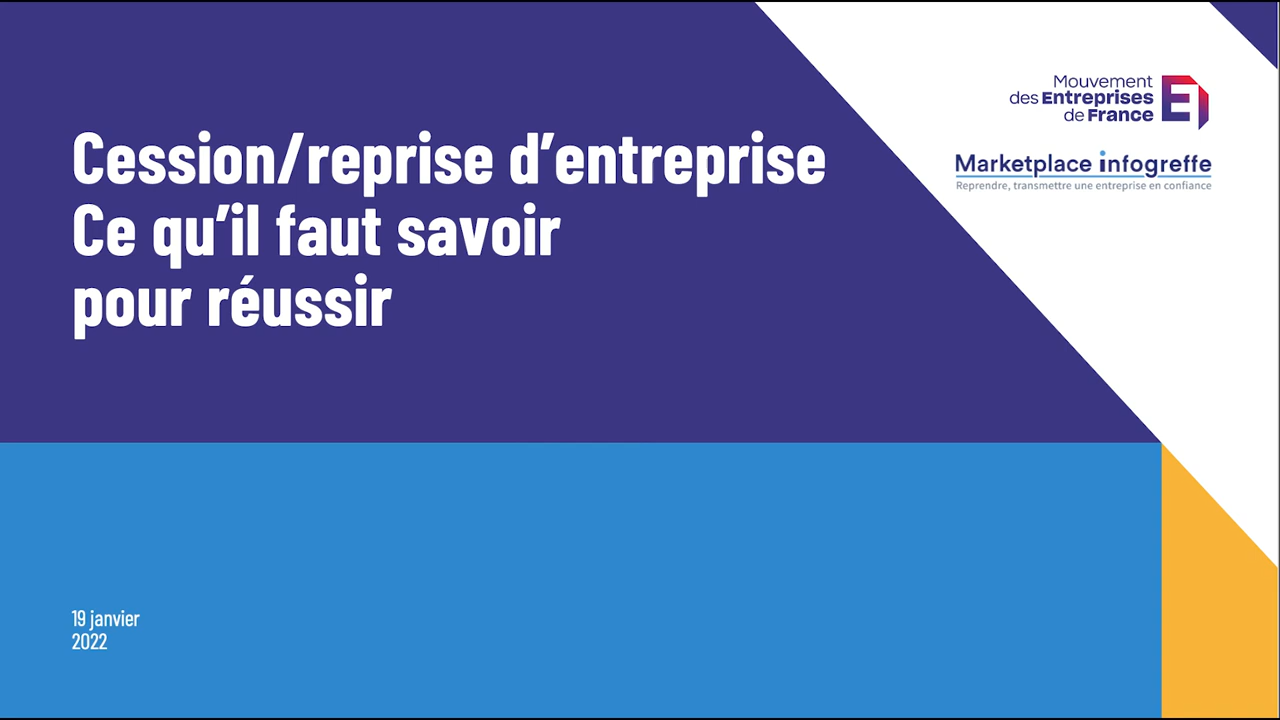 Cession/reprise d’entreprise
Ce qu’il faut savoir
pour réussir
Mouvement
des Entreprises
de France
Marketplace infogreffe
Reprendre, transmettre une entreprise en confiance
19 janvier
2022